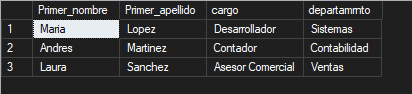 Primer_nombre Primer_apellido cargo departammto
1 Maria Lopez Desarrollador Sistemas
2 Andres Martinez Contador Contabilidad
3 Laura Sanchez Asesor Comercial Ventas